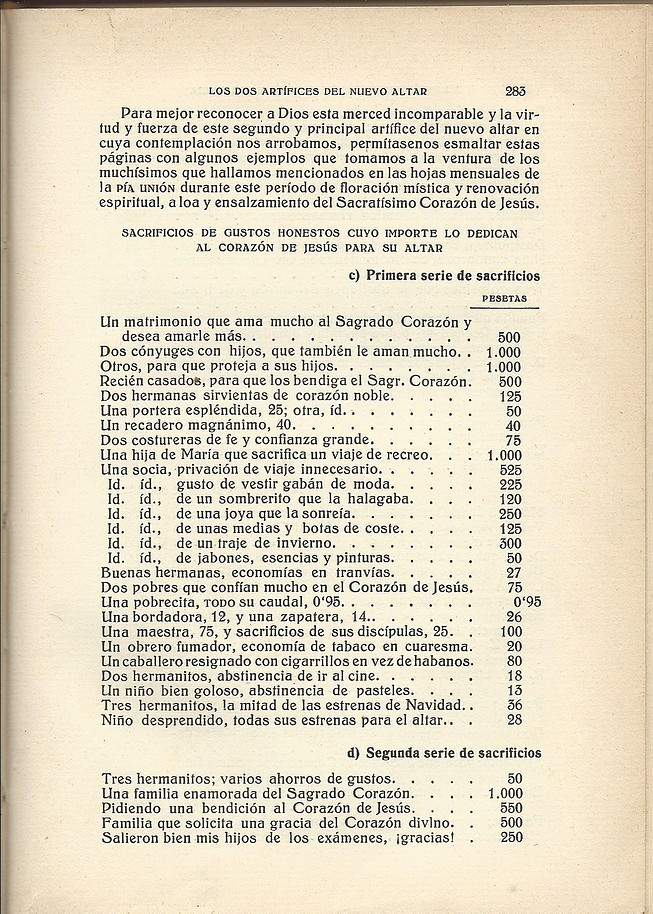 LOS DOS ARTÍFICES DEL NUEVO ALTAR 283
Para mejor reconocer a Dios esta merced incomparable y la vir-
tud y fuerza de este segundo y principal artífice del nuevo altar en
cuya contemplación nos arrobamos, permítasenos esmaltar estas
páginas con algunos ejemplos que tomamos a la ventura de los
muchísimos que hallamos mencionados en las hojas mensuales de
la PÍA UNIÓN durante este período de floración mística y renovación
espiritual, a loa y ensalzamiento del Sacratísimo Corazón de Jesús.
SACRIFICIOS DE GUSTOS HONESTOS CUYO IMPORTE LO DEDICAN
AL CORAZÓN DE JESÚS PARA SU ALTAR
c) Primera serie de sacrificios
PESETAS
Un matrimonio que ama mucho al Sagrado Corazón y
desea amarle más. . . . . . . . . . . . . 500
Dos cónyuges con hijos, que también le aman mucho. . 1.000
Otros, para que proteja a sus hijos. . . . . . . 1.000
Recién casados, para que los bendiga el Sagr. Corazón. 500
Dos hermanas sirvientas de corazón noble. . . . . 125
Una portera espléndida, 25; otra, íd. . . . . . . 50
Un recadero magnánimo, 40. . . . . . . . . 40
Dos costureras de fe y confianza grande. . . . . . 75
Una hija de María que sacrifica un viaje de recreo. . . 1.000
Una socia, privación de viaje innecesario. . . . . . 525
Id. íd., gusto de vestir gabán de moda. . . . . 225
Id. íd., de un sombrerito que la halagaba. . . . 120
Id. íd., de una joya que la sonreía. . . . . . . 250
Id. íd., de unas medias y botas de coste. . . . . 125
Id. íd., de un traje de invierno. . . . . . . . 300
Id. íd., de jabones, esencias y pinturas. . . . . 50
Buenas hermanas, economías en tranvías. . . . . 27
Dos pobres que confían mucho en el Corazón de Jesús. 75
Una pobrecita, TODO su caudal, 0'95. . . . . . . 0'95
Una bordadora, 12, y una zapatera, 14.. . . . . . 26
Una maestra, 75, y sacrificios de sus discípulas, 25. . 100
Un obrero fumador, economía de tabaco en cuaresma. 20
Un caballero resignado con cigarrillos en vez de habanos. 80
Dos hermanitos, abstinencia de ir al cine. . . . . . 18
Un niño bien goloso, abstinencia de pasteles. . . . 13
Tres hermanitos, la mitad de las estrenas de Navidad. . 36
Niño desprendido, todas sus estrenas para el altar.. . 28
d) Segunda serie de sacrificios
Tres hermanitos; varios ahorros de gustos. . . . . 50
Una familia enamorada del Sagrado Corazón. . . . 1.000
Pidiendo una bendición al Corazón de Jesús. . . . 550
Familia que solicita una gracia del Corazón divino. . 500
Salieron bien mis hijos de los exámenes, ¡gracias! . 250